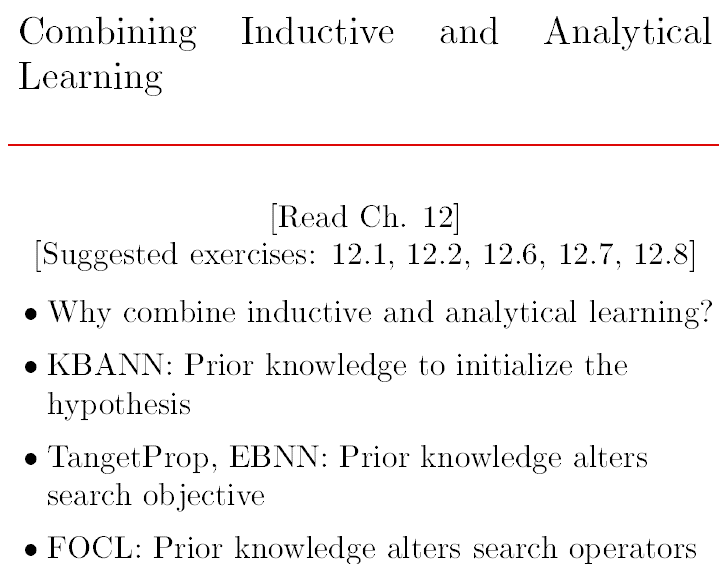 Combining Inductive and Analytical
Learning
[Read Ch. 12]
[Suggested exercises: 12.1, 12.2, 12.6, 12.7, 12.8]
• Why combine inductive and analytical learning?
• KBANN: Prior knowledge to initialize the
hypothesis
• TangetProp, EBNN: Prior knowledge alters
search objective
• FOCL: Prior knowledge alters search operators